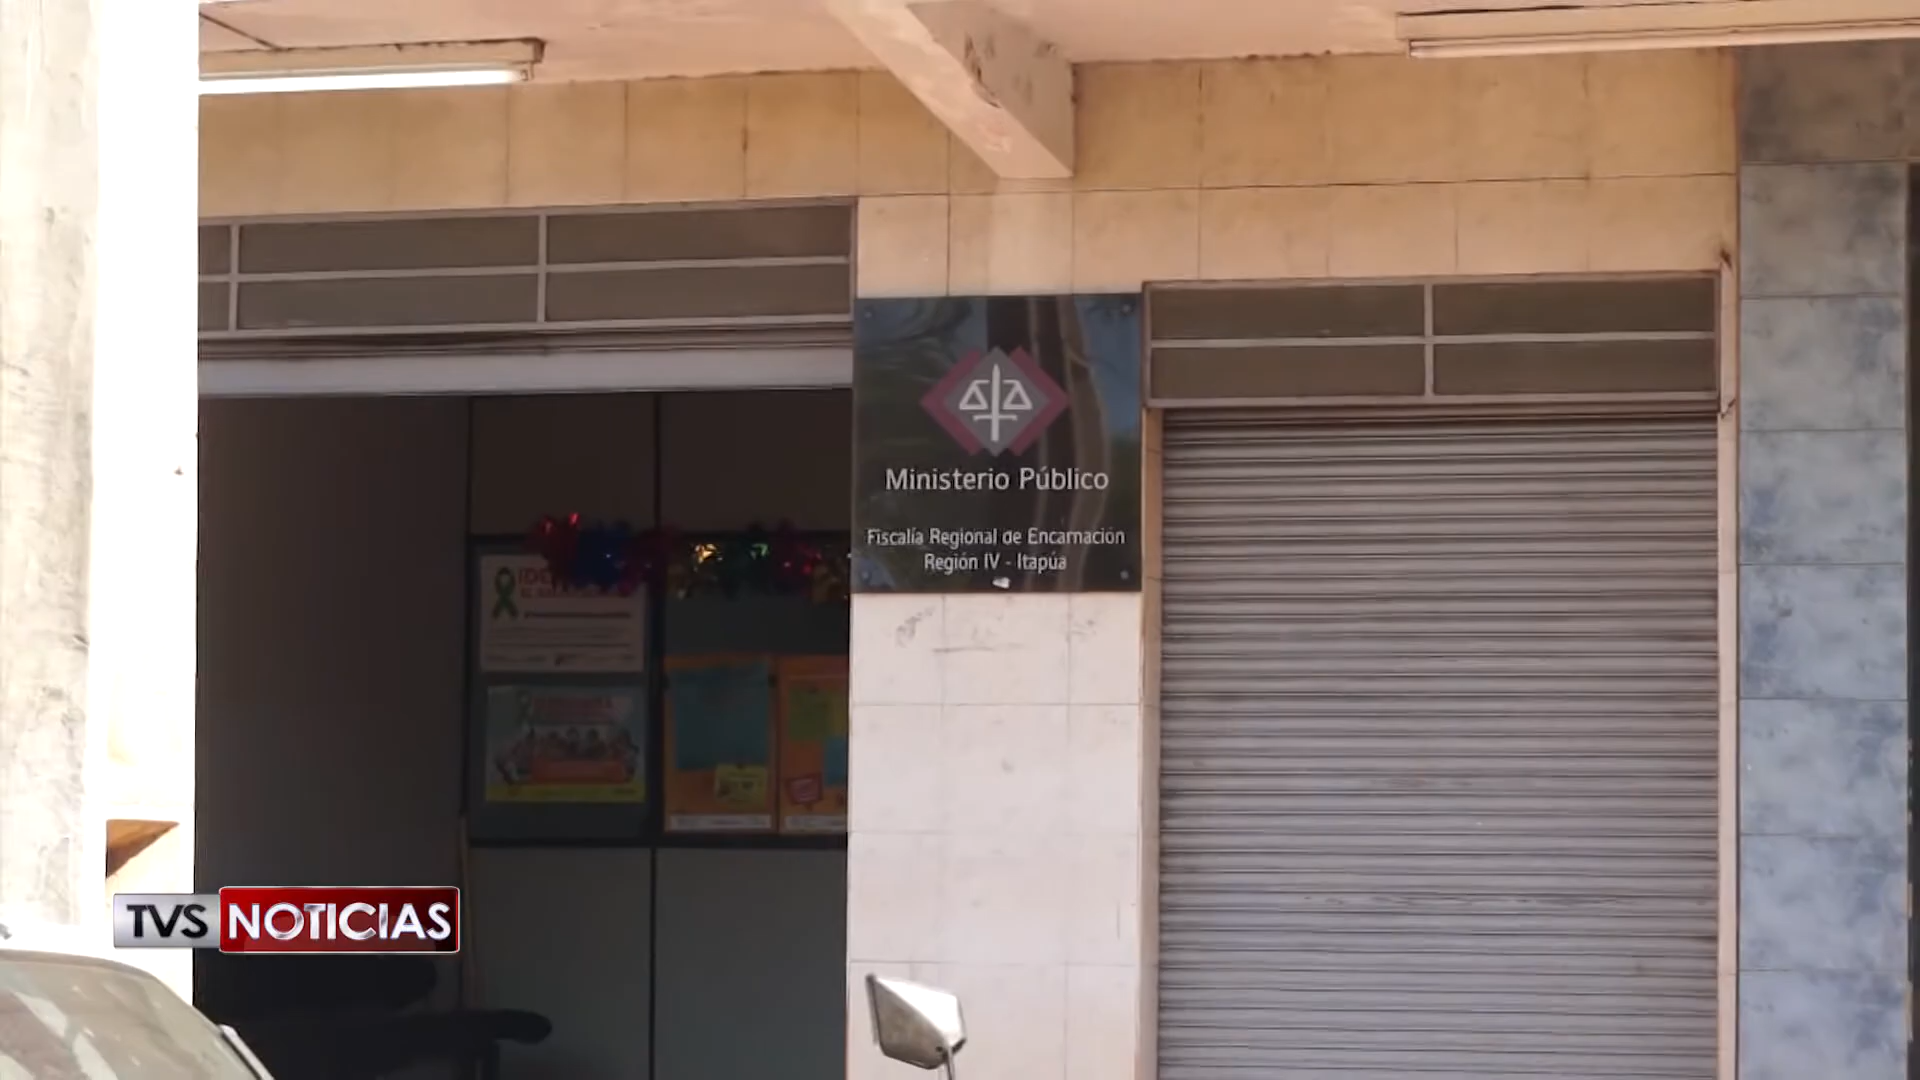 Ministerio Público
Fiscalía Regional de Encarnación
Región IV - Itapúa
TVS NOTICIAS